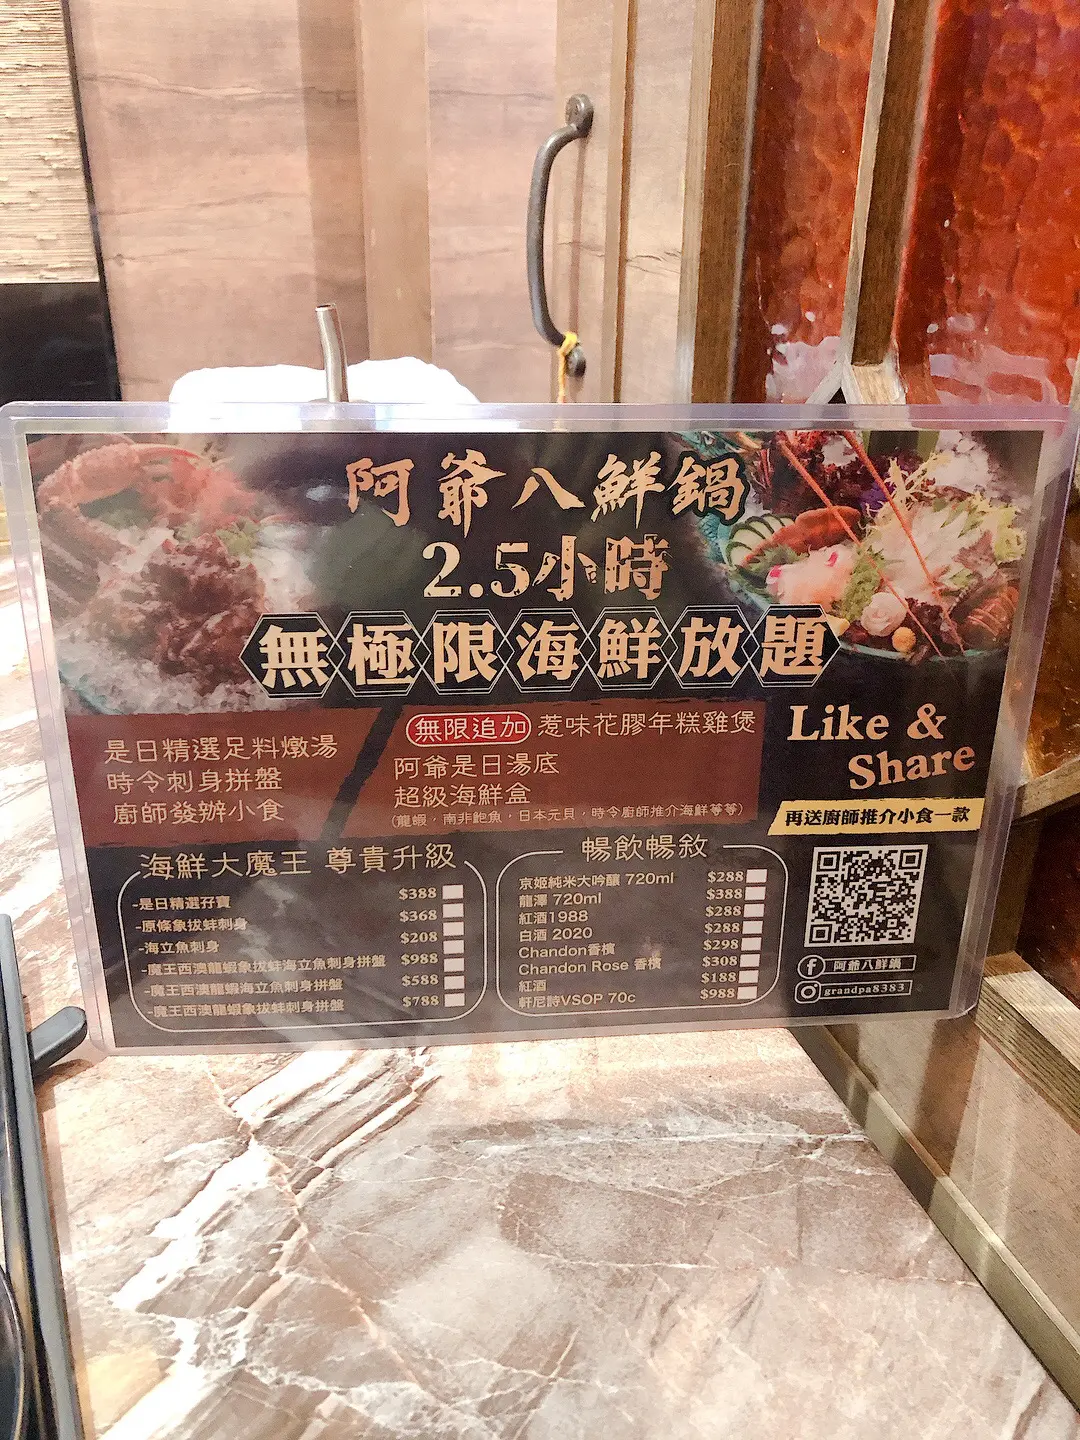 阿爺八鮮鍋
2.5小時
無極限海鮮放題
是日精選足料燉湯
時令刺身拼盤
廚師發辦小食
無限追加 惹味花膠年糕雞煲
阿爺是日湯底
超級海鮮盒
(龍蝦，南非鮑魚，日本元貝，時令廚師推介海鮮等等)
Like &
Share
再送廚師推介小食一款
海鮮大魔王 尊貴升級
-是日精選孖寶 $388
-原條象拔蚌刺身 $368
-海立魚刺身 $208
-魔王西澳龍蝦象拔蚌海立魚刺身拼盤 $988
-魔王西澳龍蝦海立魚刺身拼盤 $588
-魔王西澳龍蝦象拔蚌刺身拼盤 $788
暢飲暢敘
京姬純米大吟釀 720ml $288
龍澤 720ml $388
紅酒1988 $288
白酒 2020 $288
Chandon香檳 $298
Chandon Rose 香檳 $308
紅酒 $188
軒尼詩VSOP 70c $988
阿爺八鮮鍋
grandpa8383